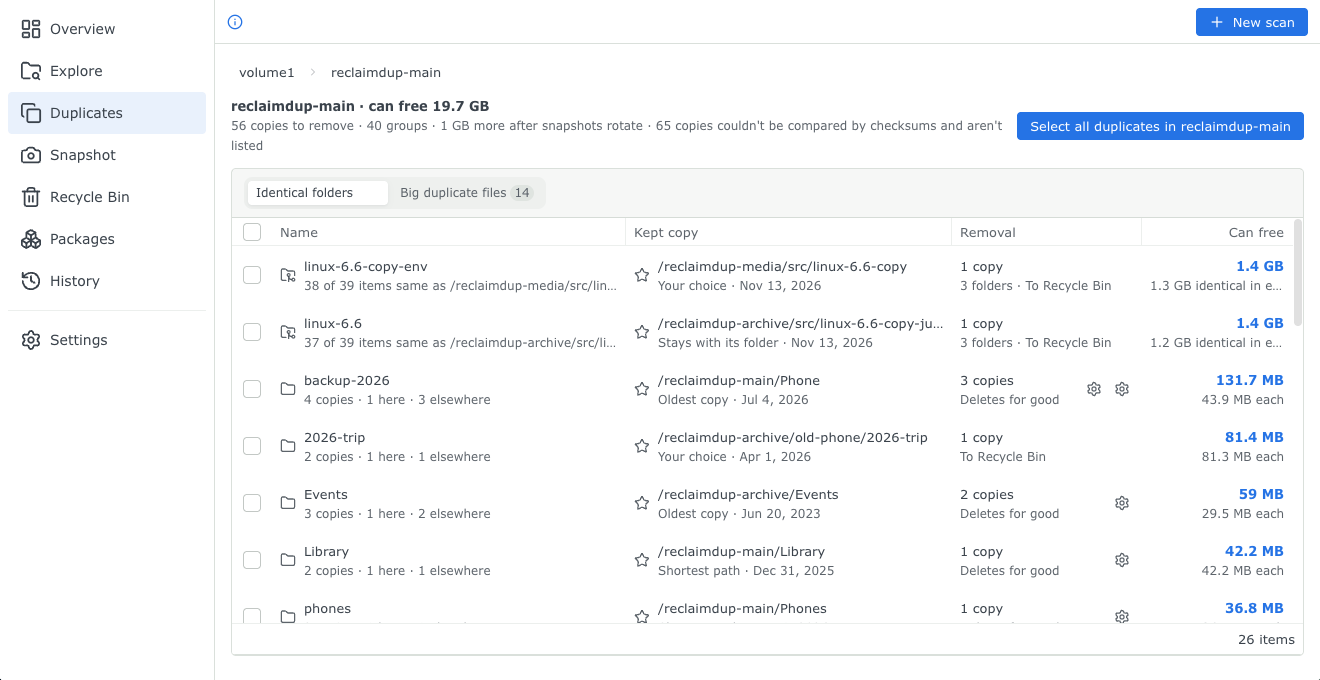 Overview
Explore
Duplicates
Snapshot
Recycle Bin
Packages
History
Settings
New scan
volume1 reclaimdup-main
reclaimdup-main · can free 19.7 GB
56 copies to remove · 40 groups · 1 GB more after snapshots rotate · 65 copies couldn't be compared by checksums and aren't
listed
Select all duplicates in reclaimdup-main
Identical folders Big duplicate files 14
Name Kept copy Removal Can free
linux-6.6-copy-env /reclaimdup-media/src/linux-6.6-copy 1 copy 1.4 GB
38 of 39 items same as /reclaimdup-media/src/lin... Your choice · Nov 13, 2026 3 folders · To Recycle Bin 1.3 GB identical in e...
linux-6.6 /reclaimdup-archive/src/linux-6.6-copy-ju... 1 copy 1.4 GB
37 of 39 items same as /reclaimdup-archive/src/li... Stays with its folder · Nov 13, 2026 3 folders · To Recycle Bin 1.2 GB identical in e...
backup-2026 /reclaimdup-main/Phone 3 copies 131.7 MB
4 copies · 1 here · 3 elsewhere Oldest copy · Jul 4, 2026 Deletes for good 43.9 MB each
2026-trip /reclaimdup-archive/old-phone/2026-trip 1 copy 81.4 MB
2 copies · 1 here · 1 elsewhere Your choice · Apr 1, 2026 To Recycle Bin 81.3 MB each
Events /reclaimdup-archive/Events 2 copies 59 MB
3 copies · 1 here · 2 elsewhere Oldest copy · Jun 20, 2023 Deletes for good 29.5 MB each
Library /reclaimdup-main/Library 1 copy 42.2 MB
2 copies · 1 here · 1 elsewhere Shortest path · Dec 31, 2025 Deletes for good 42.2 MB each
phones /reclaimdup-main/Phones 1 copy 36.8 MB
26 items